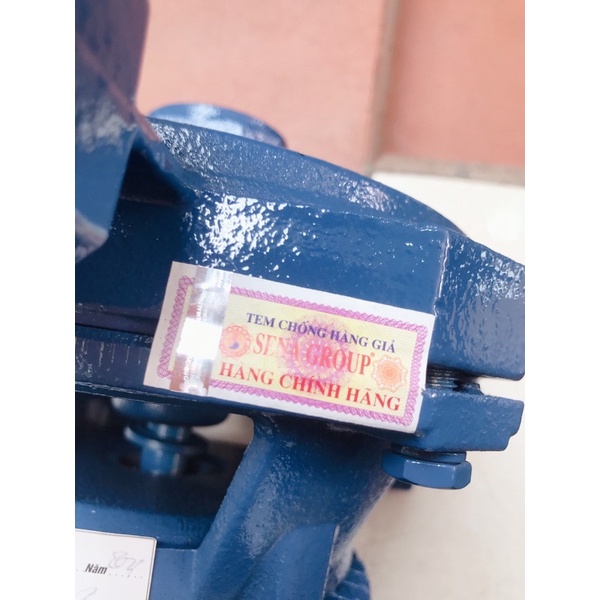 TEM CHỐNG HÀNG GIẢ
SENA GROUP®
HÀNG CHÍNH HÃNG
Năm